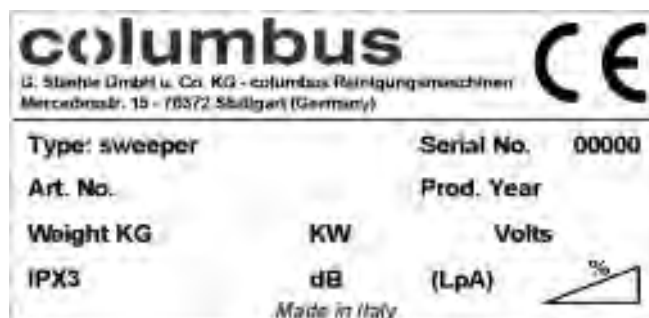 columbus
CE
G. Staehle GmbH u. Co. KG - columbus Reinigungsmaschinen
Mercedesstr. 15 - 70372 Stuttgart (Germany)
Type: sweeper Serial No. 00000
Art. No. Prod. Year
Weight KG KW Volts
IPX3 dB (LpA) %
Made in Italy